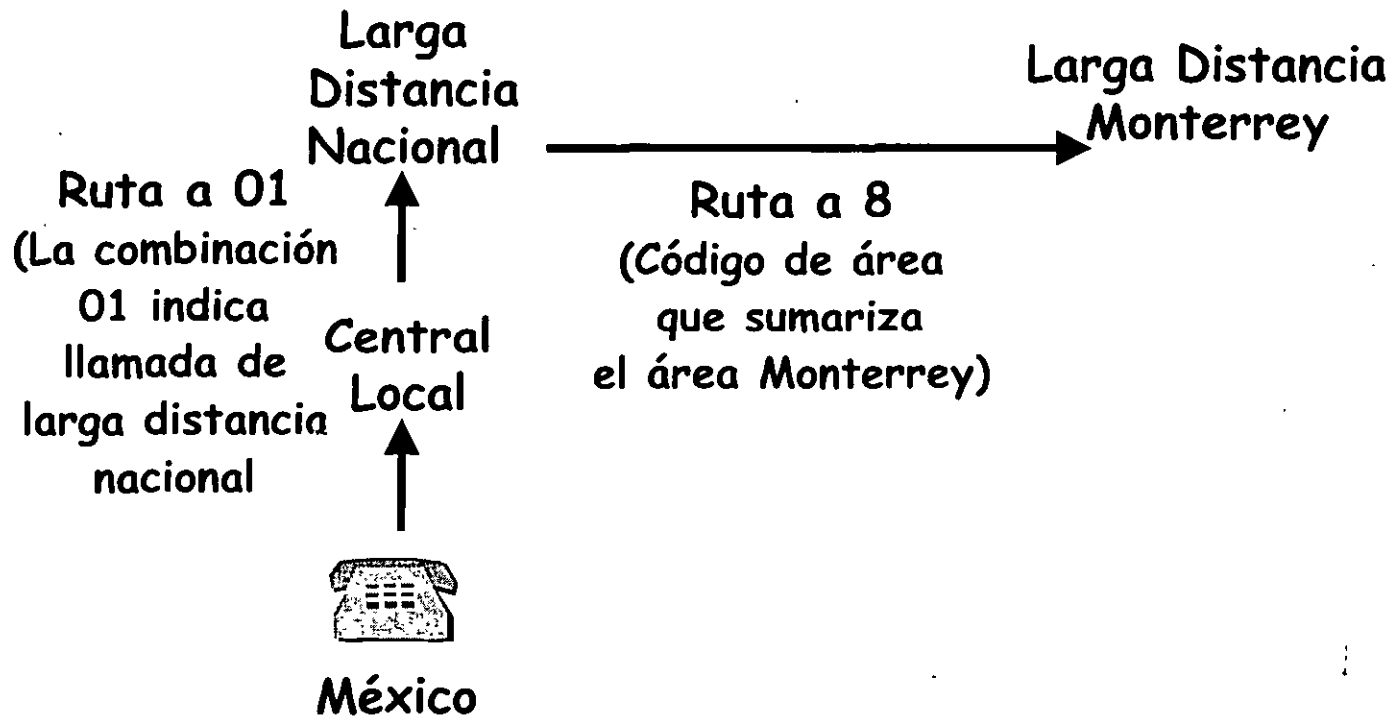 Larga
Distancia
Nacional
Larga Distancia
Monterrey
Ruta a 01
(La combinación
01 indica
llamada de
larga distancia
nacional
Ruta a 8
(Código de área
que sumariza
el área Monterrey)
Central
Local
México